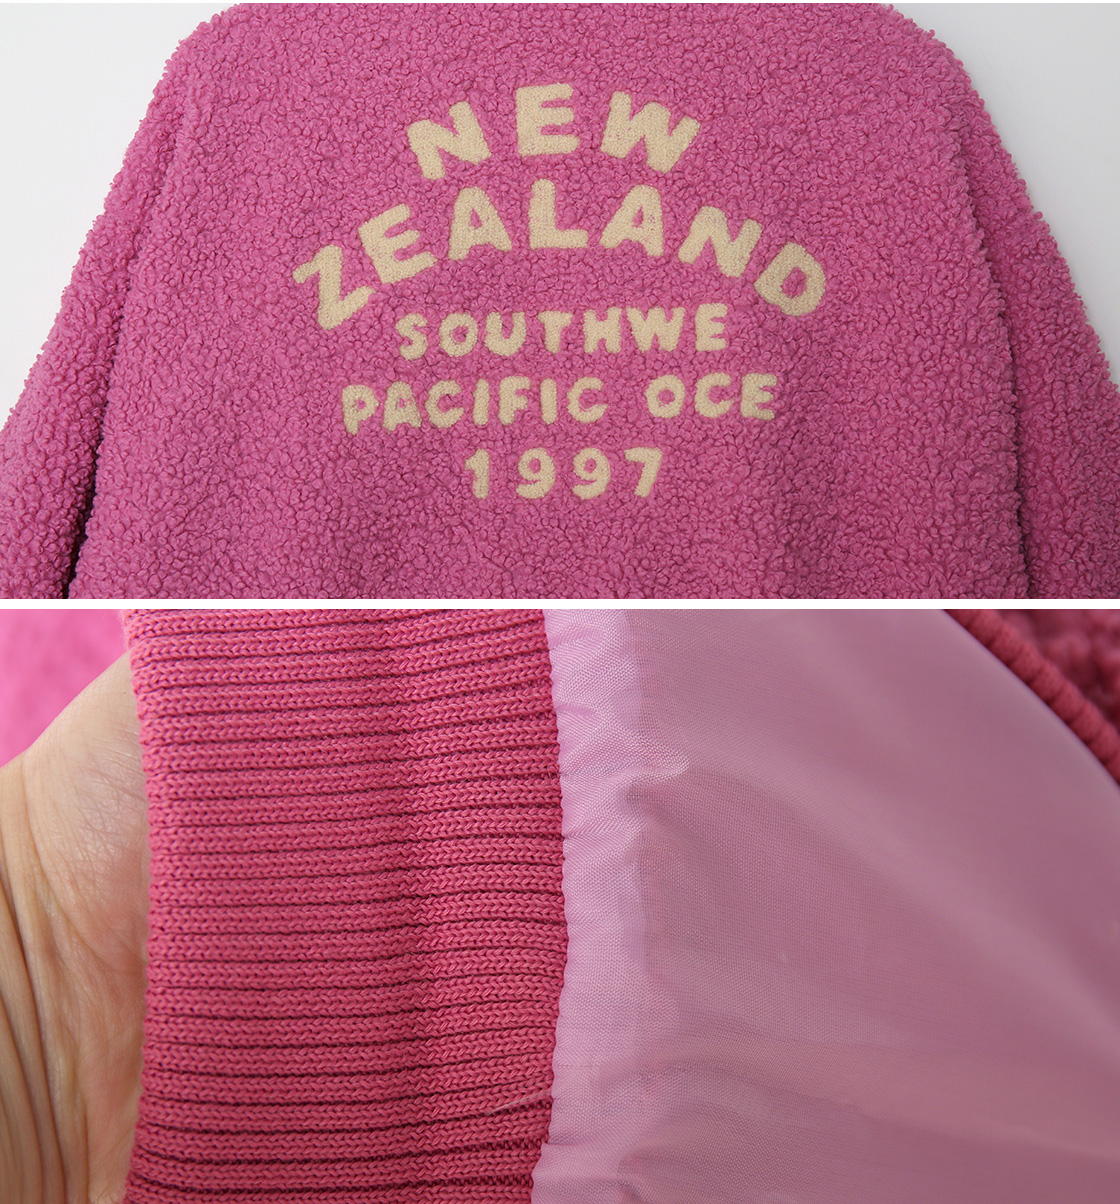 NEW
ZEALAND
SOUTHWE
PACIFIC OCE
1997